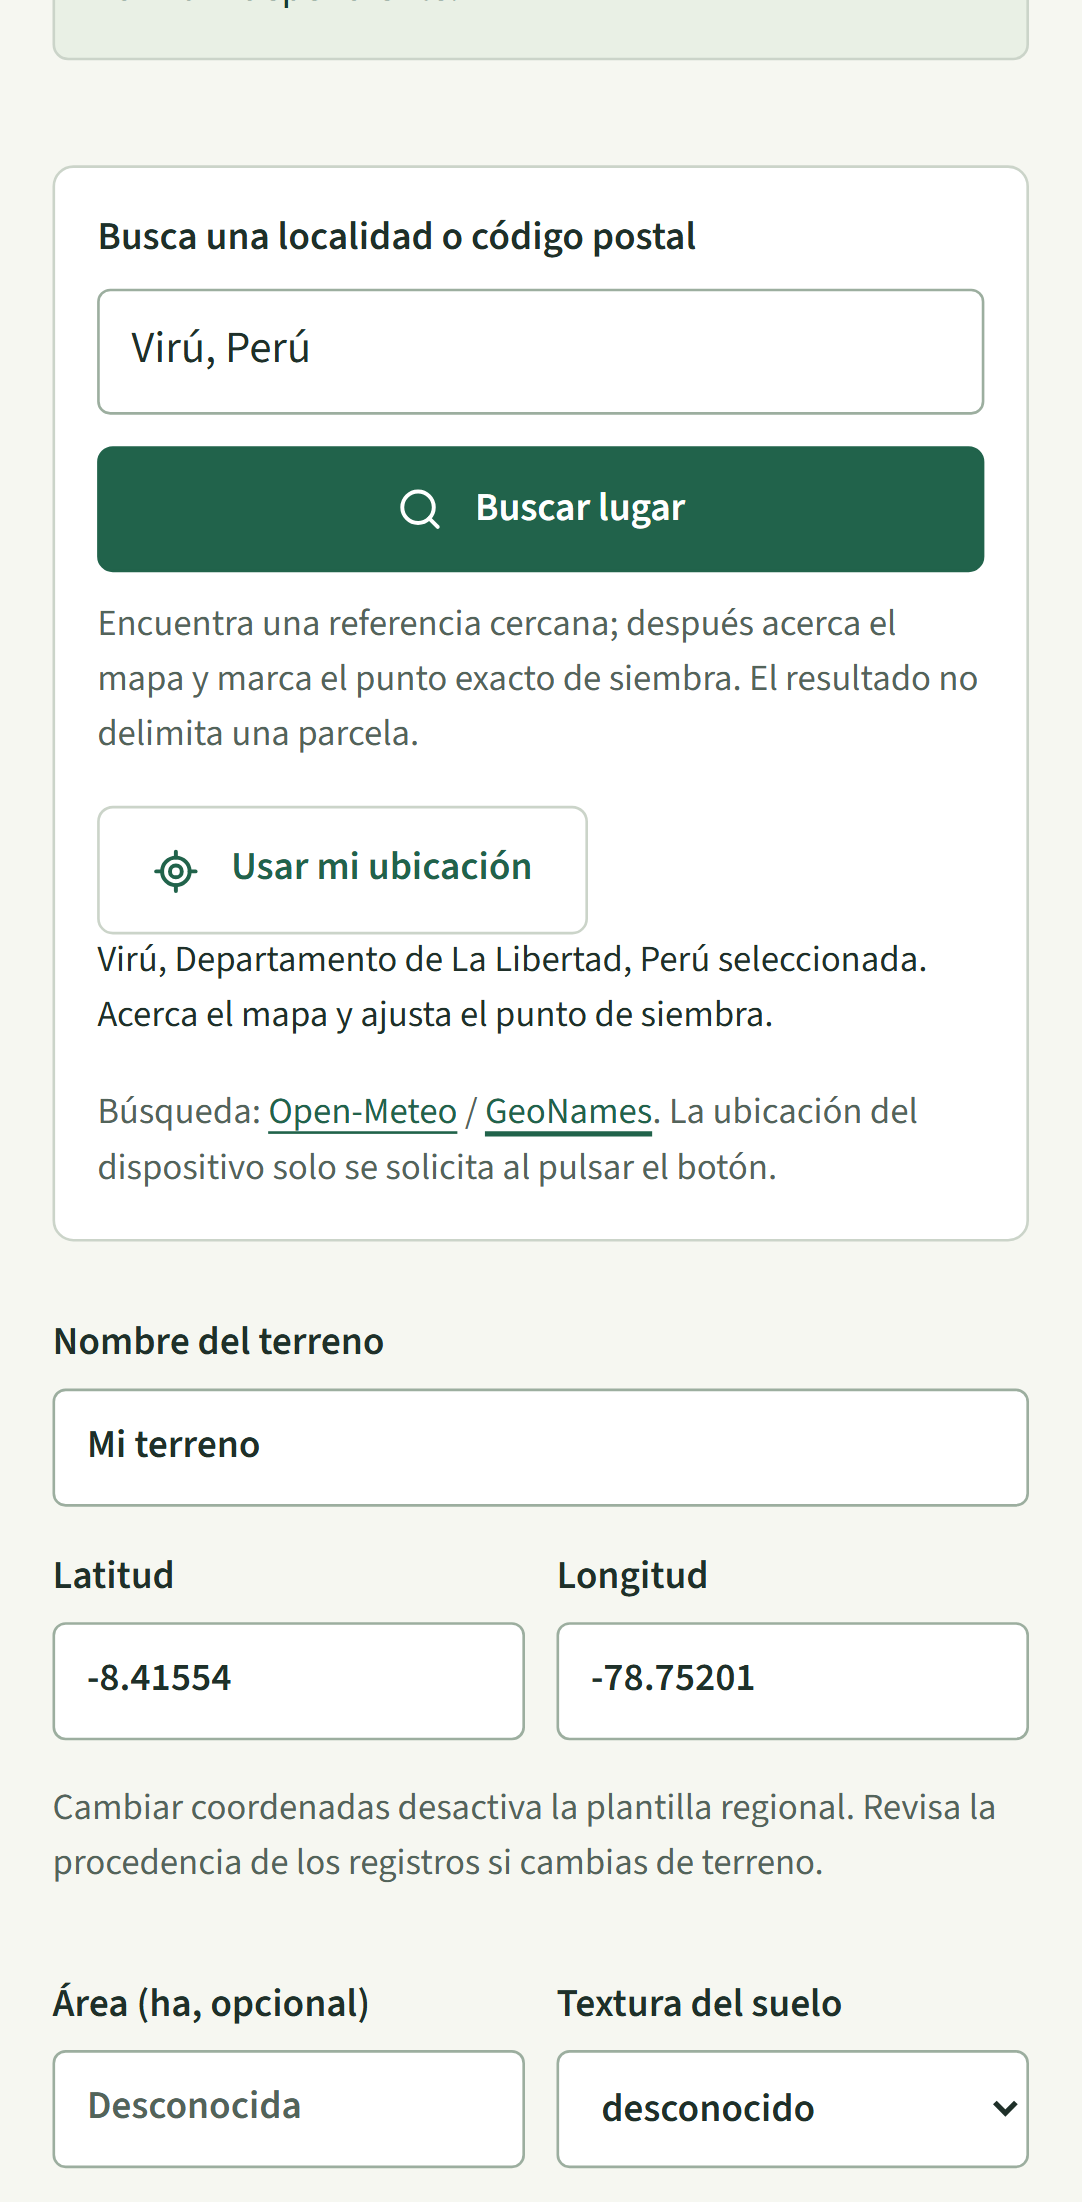 Busca una localidad o código postal
Virú, Perú
Buscar lugar
Encuentra una referencia cercana; después acerca el
mapa y marca el punto exacto de siembra. El resultado no
delimita una parcela.
Usar mi ubicación
Virú, Departamento de La Libertad, Perú seleccionada.
Acerca el mapa y ajusta el punto de siembra.
Búsqueda: Open-Meteo / GeoNames. La ubicación del
dispositivo solo se solicita al pulsar el botón.
Nombre del terreno
Mi terreno
Latitud
Longitud
-8.41554
-78.75201
Cambiar coordenadas desactiva la plantilla regional. Revisa la
procedencia de los registros si cambias de terreno.
Área (ha, opcional)
Textura del suelo
Desconocida
desconocido